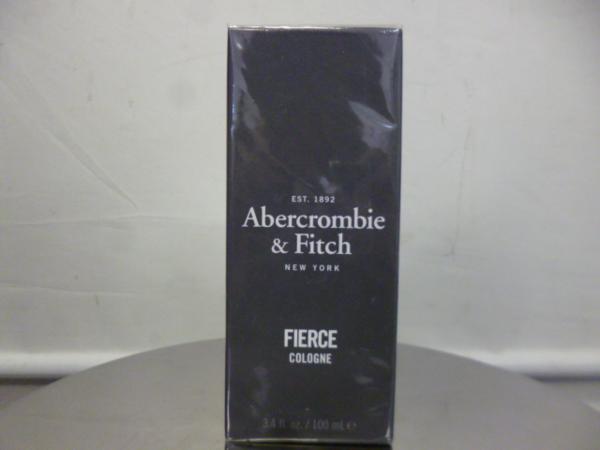 EST. 1892
Abercrombie
& Fitch
NEW YORK
FIERCE
COLOGNE
3.4 fl. oz. / 100 mL ℮